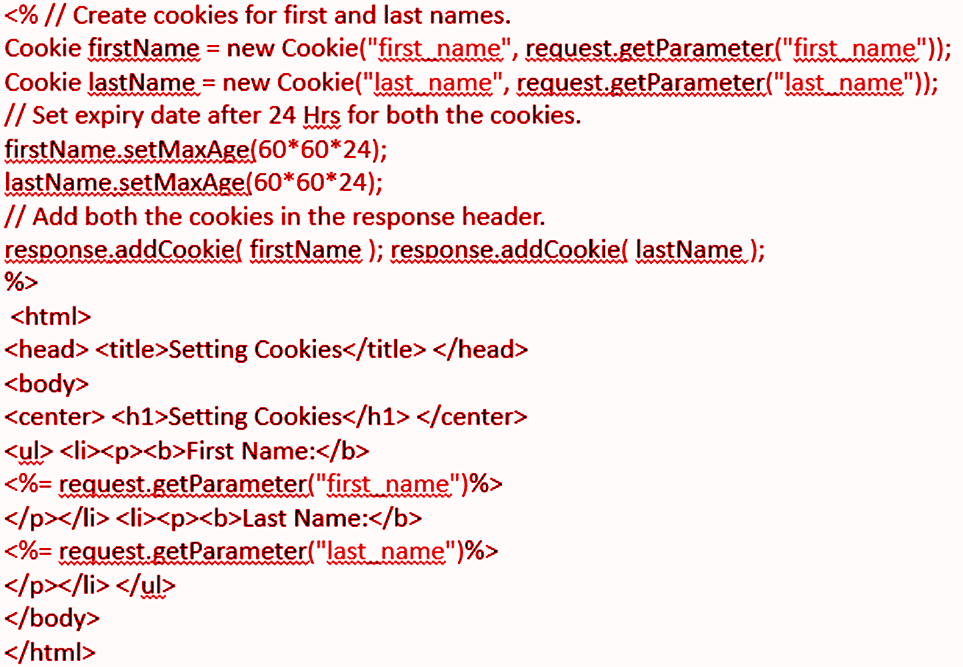 <% // Create cookies for first and last names.
Cookie firstName = new Cookie("first_name", request.getParameter("first_name"));
Cookie lastName = new Cookie("last_name", request.getParameter("last_name"));
// Set expiry date after 24 Hrs for both the cookies.
firstName.setMaxAge(60*60*24);
lastName.setMaxAge(60*60*24);
// Add both the cookies in the response header.
response.addCookie( firstName ); response.addCookie( lastName );
%>
<html>
<head> <title>Setting Cookies</title> </head>
<body>
<center> <h1>Setting Cookies</h1> </center>
<ul> <li><p><b>First Name:</b>
<%= request.getParameter("first_name")%>
</p></li> <li><p><b>Last Name:</b>
<%= request.getParameter("last_name")%>
</p></li> </ul>
</body>
</html>